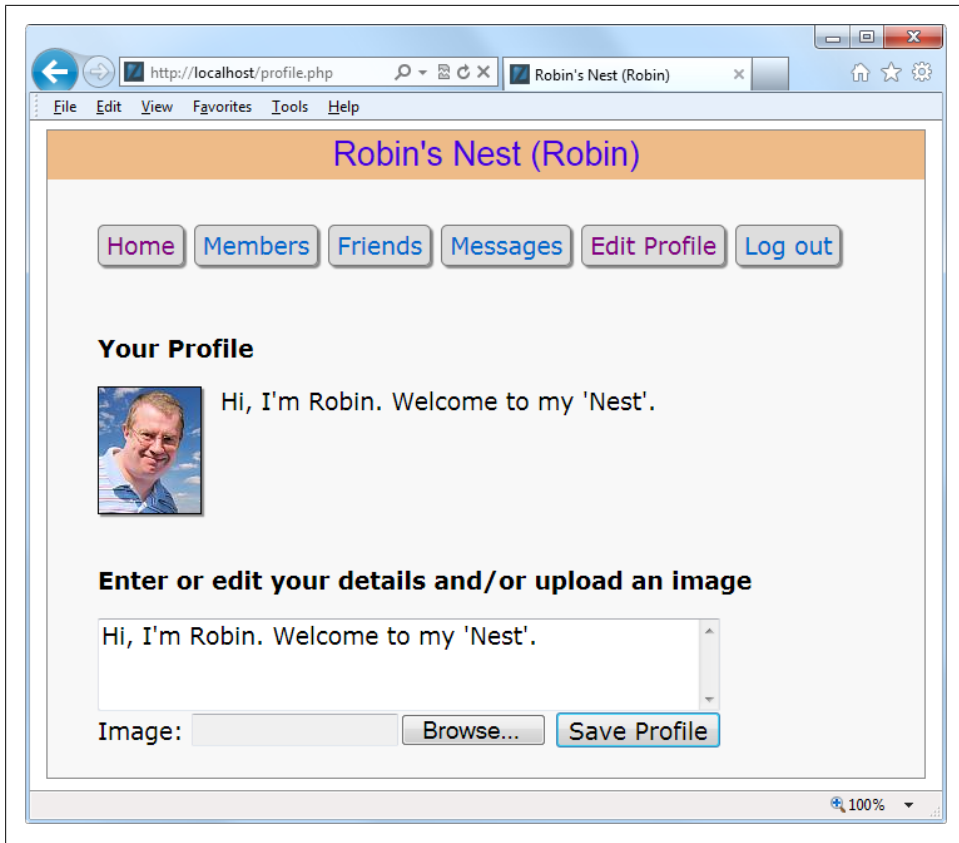 http://localhost/profile.php
Robin's Nest (Robin)
File Edit View Favorites Tools Help
Robin's Nest (Robin)
Home Members Friends Messages Edit Profile Log out
Your Profile
Hi, I'm Robin. Welcome to my 'Nest'.
Enter or edit your details and/or upload an image
Hi, I'm Robin. Welcome to my 'Nest'.
Image: Browse... Save Profile
100%